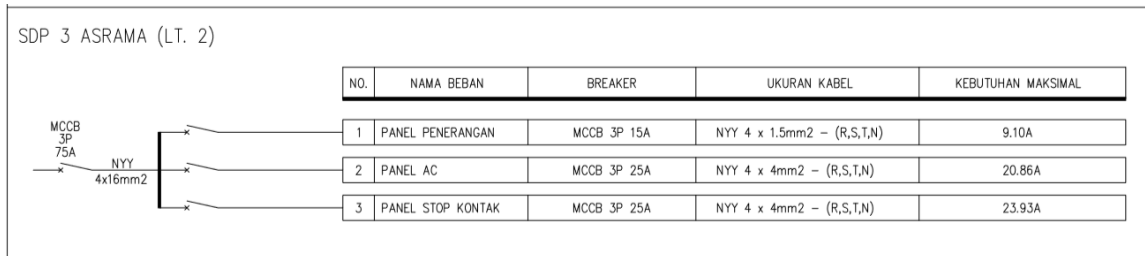 SDP 3 ASRAMA (LT. 2)
NO. NAMA BEBAN BREAKER UKURAN KABEL KEBUTUHAN MAKSIMAL
MCCB
3P
75A
NYY
4x16mm2
1 PANEL PENERANGAN MCCB 3P 15A NYY 4 x 1.5mm2 - (R,S,T,N) 9.10A
2 PANEL AC MCCB 3P 25A NYY 4 x 4mm2 - (R,S,T,N) 20.86A
3 PANEL STOP KONTAK MCCB 3P 25A NYY 4 x 4mm2 - (R,S,T,N) 23.93A